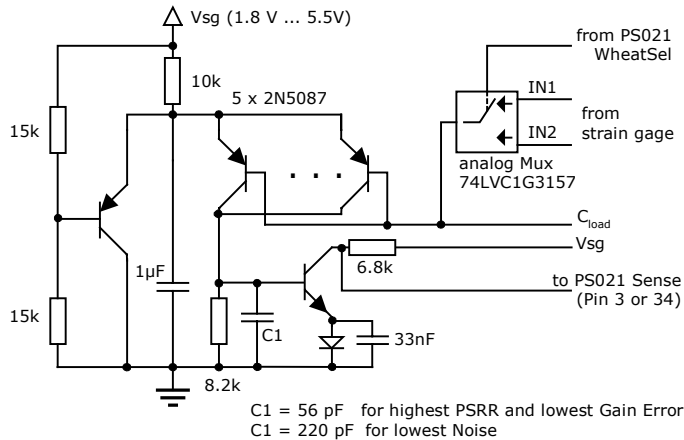 Vsg (1.8 V ... 5.5V)
from PS021
WheatSel
10k
5 x 2N5087
IN1
15k
from
strain gage
IN2
analog Mux
74LVC1G3157
. . .
Cload
Vsg
6.8k
1µF
to PS021 Sense
(Pin 3 or 34)
15k
C1
33nF
8.2k
C1 = 56 pF for highest PSRR and lowest Gain Error
C1 = 220 pF for lowest Noise